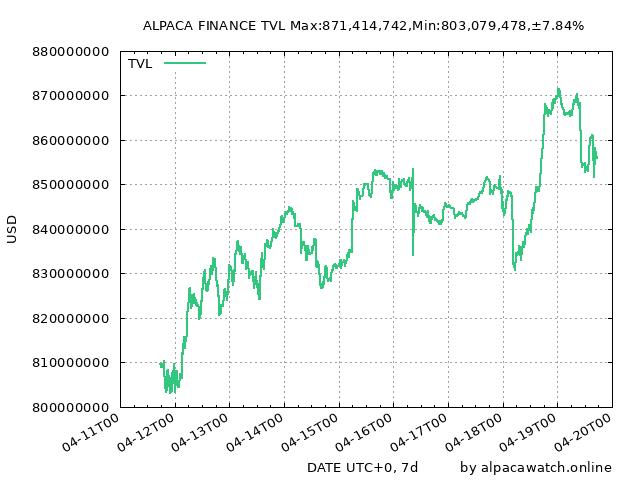 ALPACA FINANCE TVL Max:871,414,742,Min:803,079,478,±7.84%
TVL
880000000
870000000
860000000
850000000
840000000
830000000
820000000
810000000
800000000
USD
04-11T00
04-12T00
04-13T00
04-14T00
04-15T00
04-16T00
04-17T00
04-18T00
04-19T00
04-20T00
DATE UTC+0, 7d
by alpacawatch.online